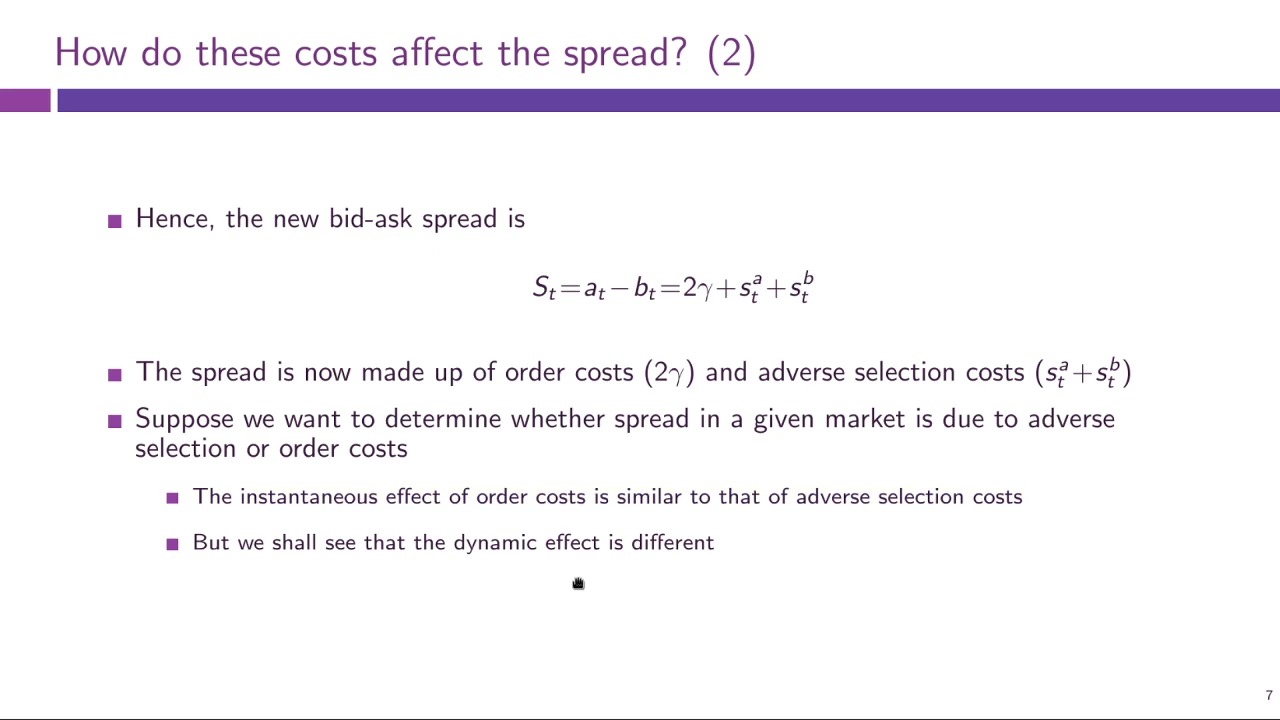 How do these costs affect the spread? (2)
Hence, the new bid-ask spread is
S_t = a_t − b_t = 2γ + s_t^a + s_t^b
The spread is now made up of order costs (2γ) and adverse selection costs (s_t^a + s_t^b)
Suppose we want to determine whether spread in a given market is due to adverse
selection or order costs
The instantaneous effect of order costs is similar to that of adverse selection costs
But we shall see that the dynamic effect is different
7